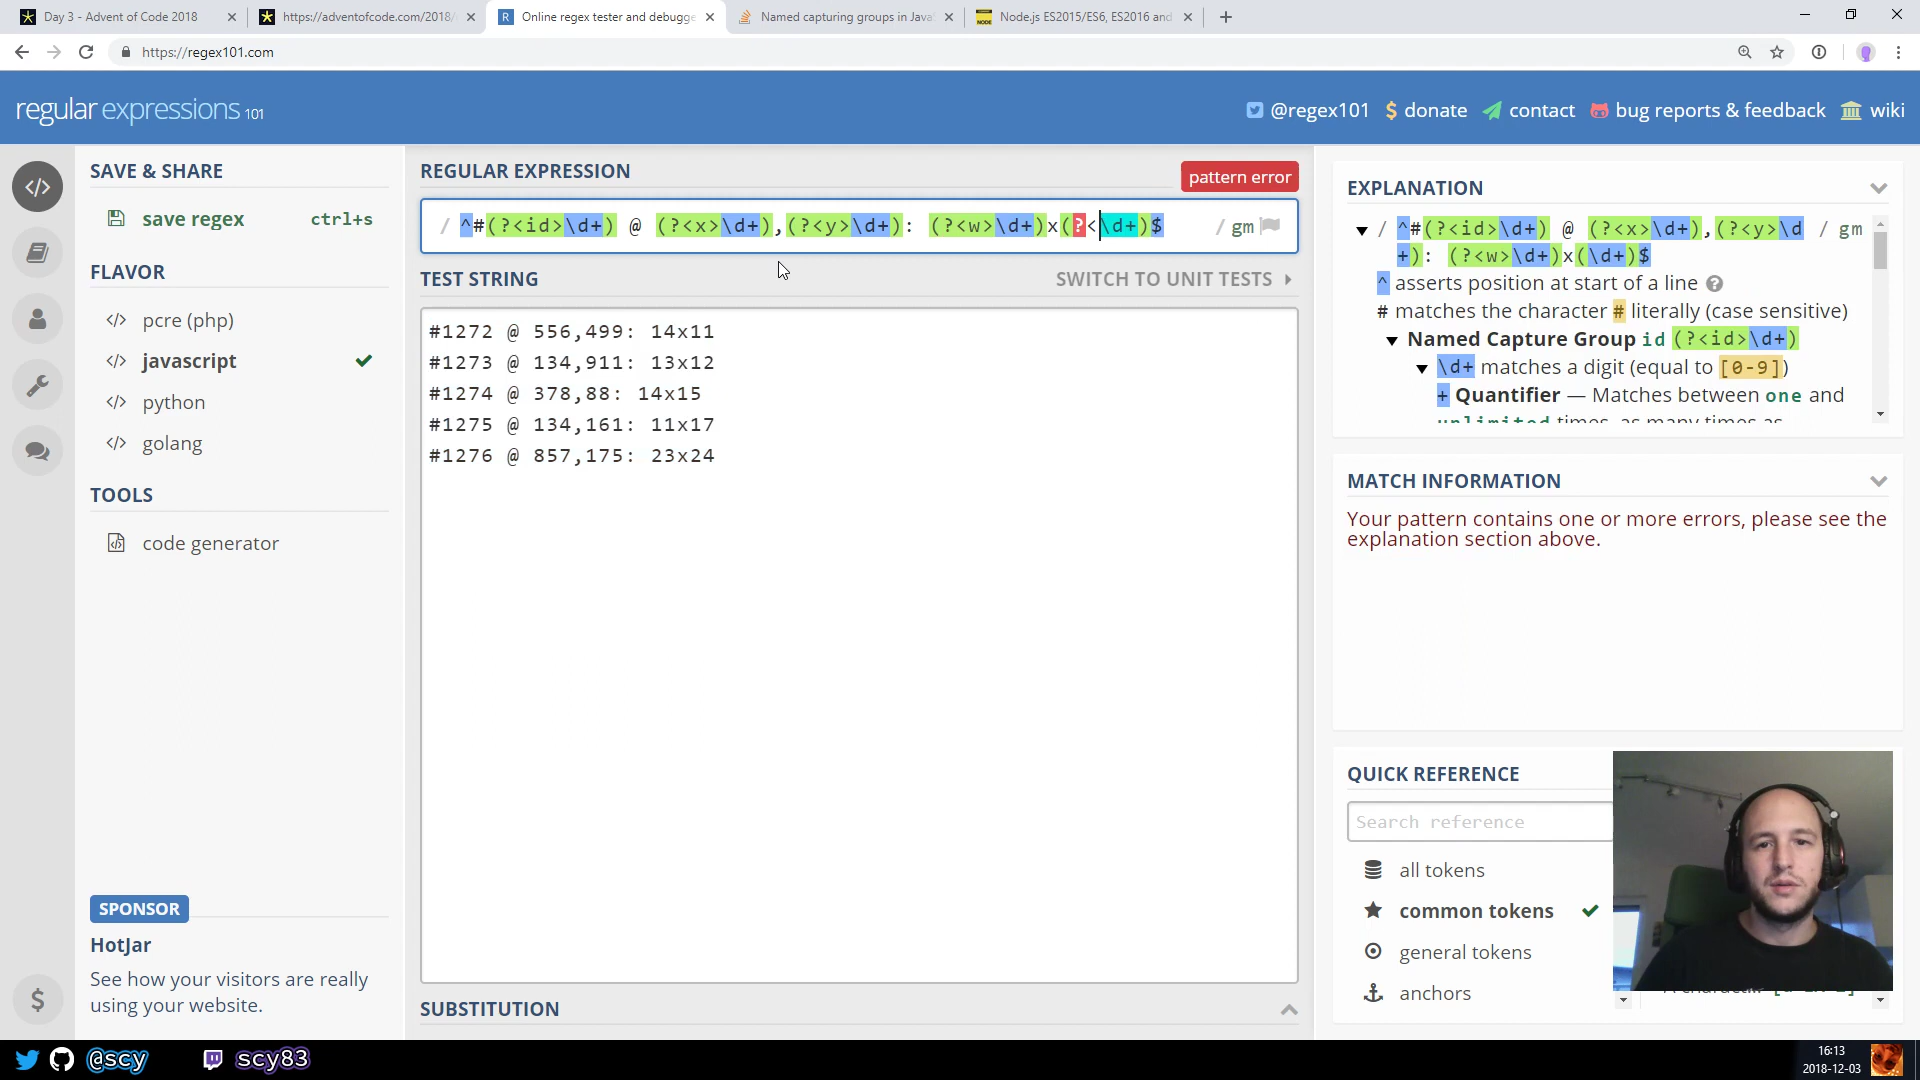 Day 3 - Advent of Code 2018
https://adventofcode.com/2018/
Online regex tester and debugge
Named capturing groups in Java
Node.js ES2015/ES6, ES2016 and
https://regex101.com
regular expressions 101
@regex101
$ donate
contact
bug reports & feedback
wiki
SAVE & SHARE
save regex
ctrl+s
FLAVOR
</> pcre (php)
</> javascript
</> python
</> golang
TOOLS
code generator
SPONSOR
HotJar
See how your visitors are really
using your website.
$
REGULAR EXPRESSION
pattern error
/ ^#(?<id>\d+) @ (?<x>\d+),(?<y>\d+): (?<w>\d+)x(?<\d+)$ / gm
TEST STRING
SWITCH TO UNIT TESTS
#1272 @ 556,499: 14x11
#1273 @ 134,911: 13x12
#1274 @ 378,88: 14x15
#1275 @ 134,161: 11x17
#1276 @ 857,175: 23x24
SUBSTITUTION
EXPLANATION
/ ^#(?<id>\d+) @ (?<x>\d+),(?<y>\d / gm
+): (?<w>\d+)x(\d+)$
^ asserts position at start of a line ?
# matches the character # literally (case sensitive)
Named Capture Group id (?<id>\d+)
\d+ matches a digit (equal to [0-9])
+ Quantifier — Matches between one and
unlimited times, as many times as
MATCH INFORMATION
Your pattern contains one or more errors, please see the
explanation section above.
QUICK REFERENCE
Search reference
all tokens
common tokens
general tokens
anchors
@scy
scy83
16:13
2018-12-03